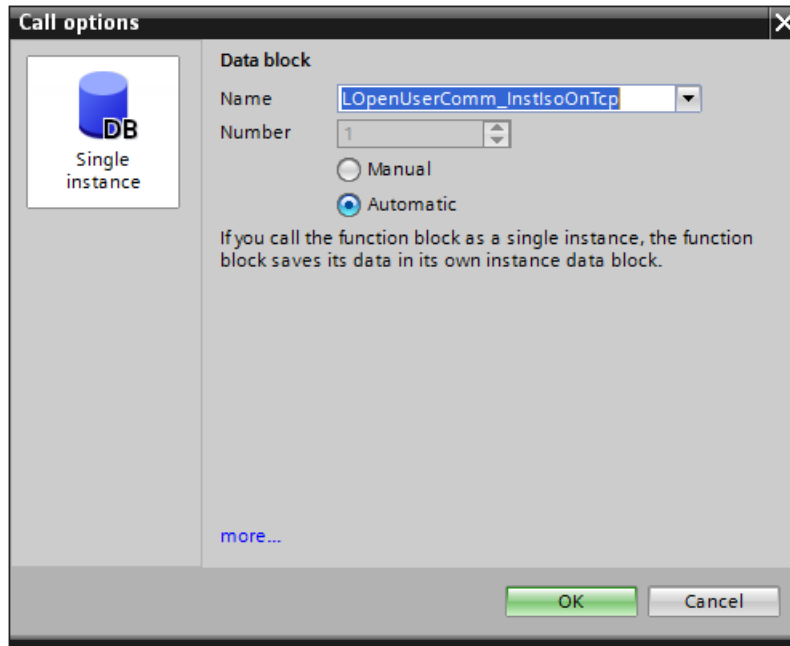 Call options
Data block
Name LOpenUserComm_InstIsoOnTcp
Number 1
DB
Single
instance
Manual
Automatic
If you call the function block as a single instance, the function
block saves its data in its own instance data block.
more...
OK Cancel